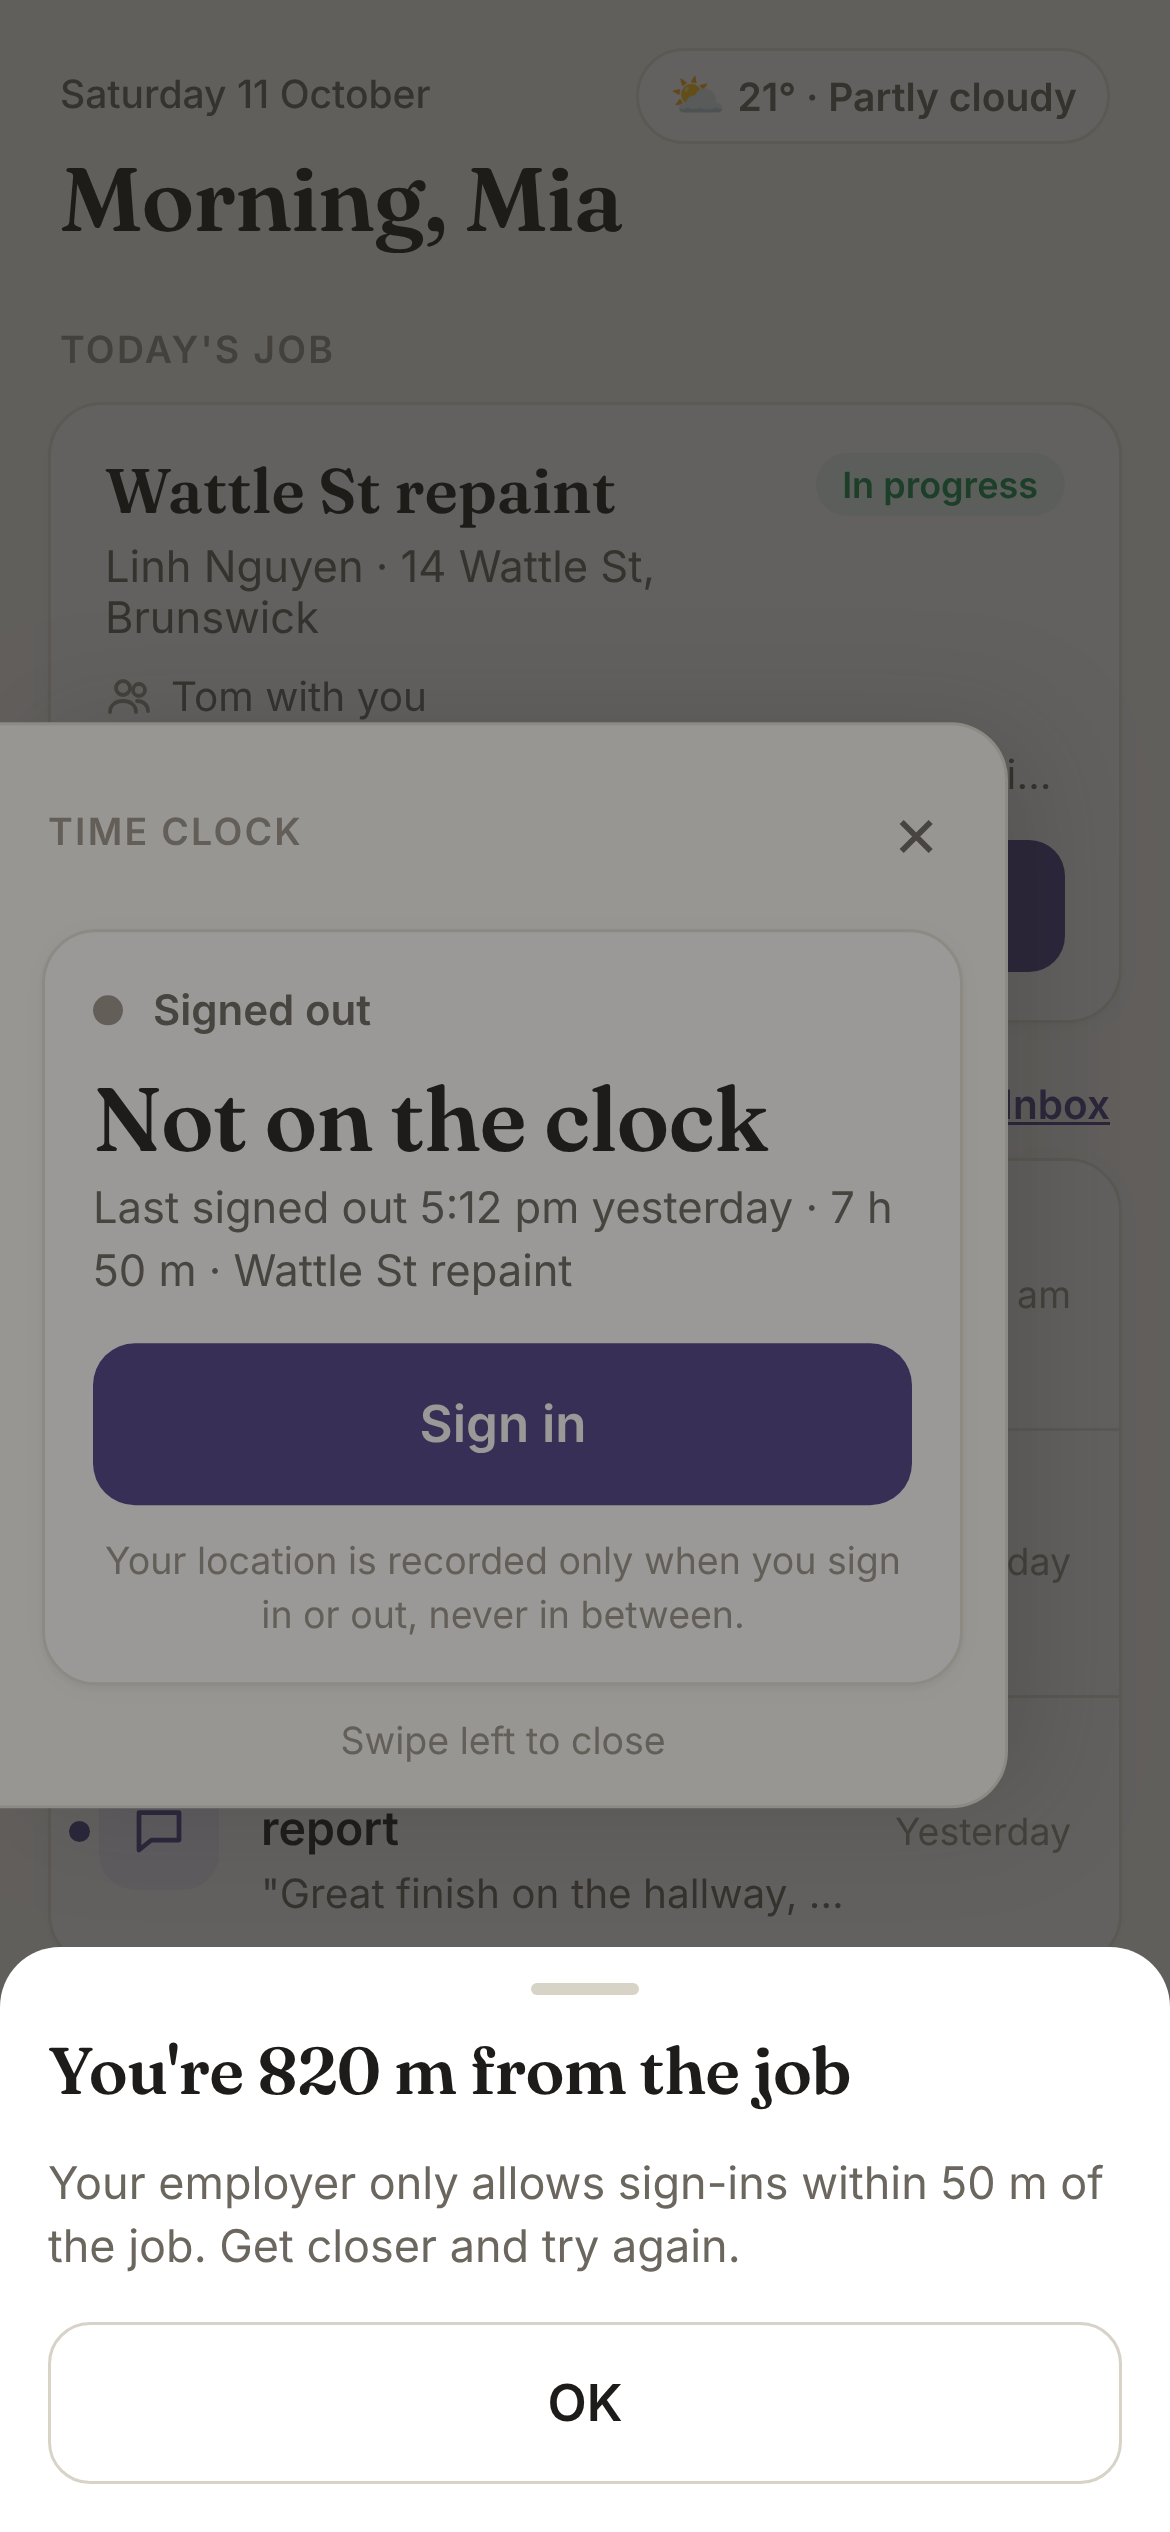 Saturday 11 October
21° · Partly cloudy
Morning, Mia
TODAY'S JOB
Wattle St repaint
In progress
Linh Nguyen · 14 Wattle St,
Brunswick
Tom with you
i...
TIME CLOCK
Signed out
Not on the clock
Last signed out 5:12 pm yesterday · 7 h
50 m · Wattle St repaint
Inbox
am
Sign in
Your location is recorded only when you sign
in or out, never in between.
day
Swipe left to close
report
Yesterday
"Great finish on the hallway, ...
You're 820 m from the job
Your employer only allows sign-ins within 50 m of
the job. Get closer and try again.
OK